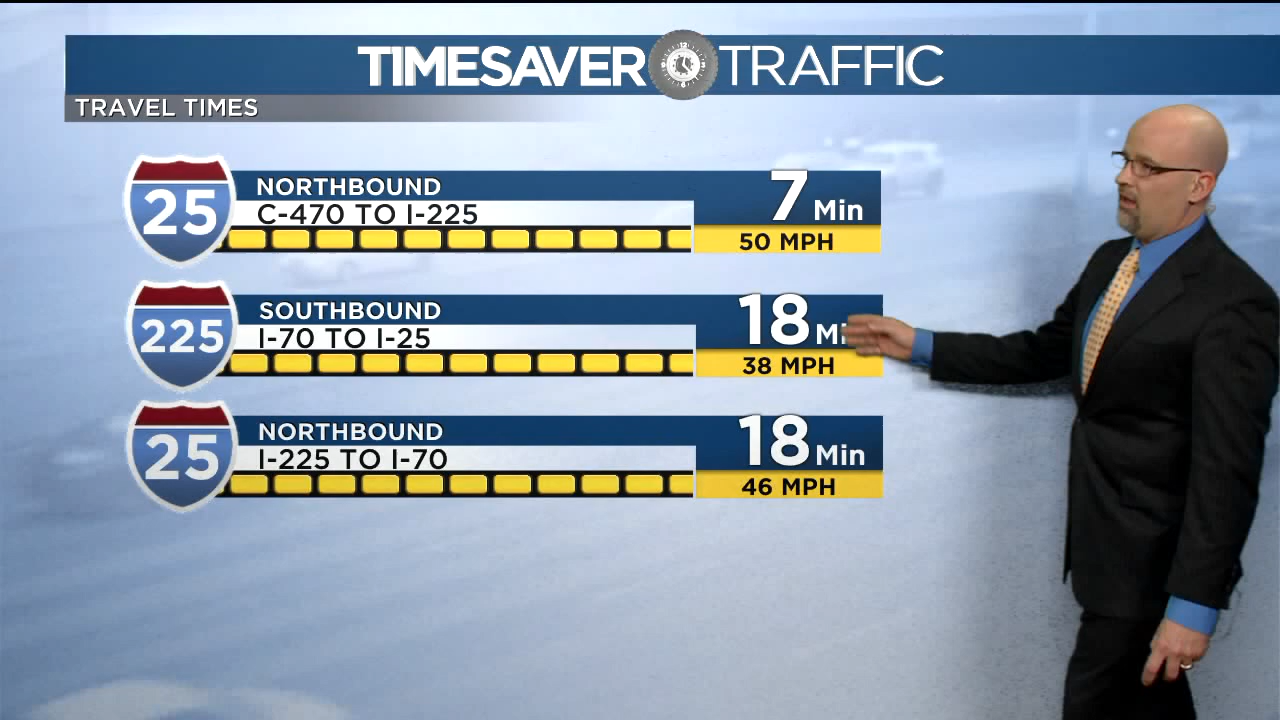 TIMESAVER TRAFFIC
TRAVEL TIMES
25 NORTHBOUND 7 Min
C-470 TO I-225
50 MPH
225 SOUTHBOUND 18
I-70 TO I-25
38 MPH
25 NORTHBOUND 18 Min
I-225 TO I-70
46 MPH